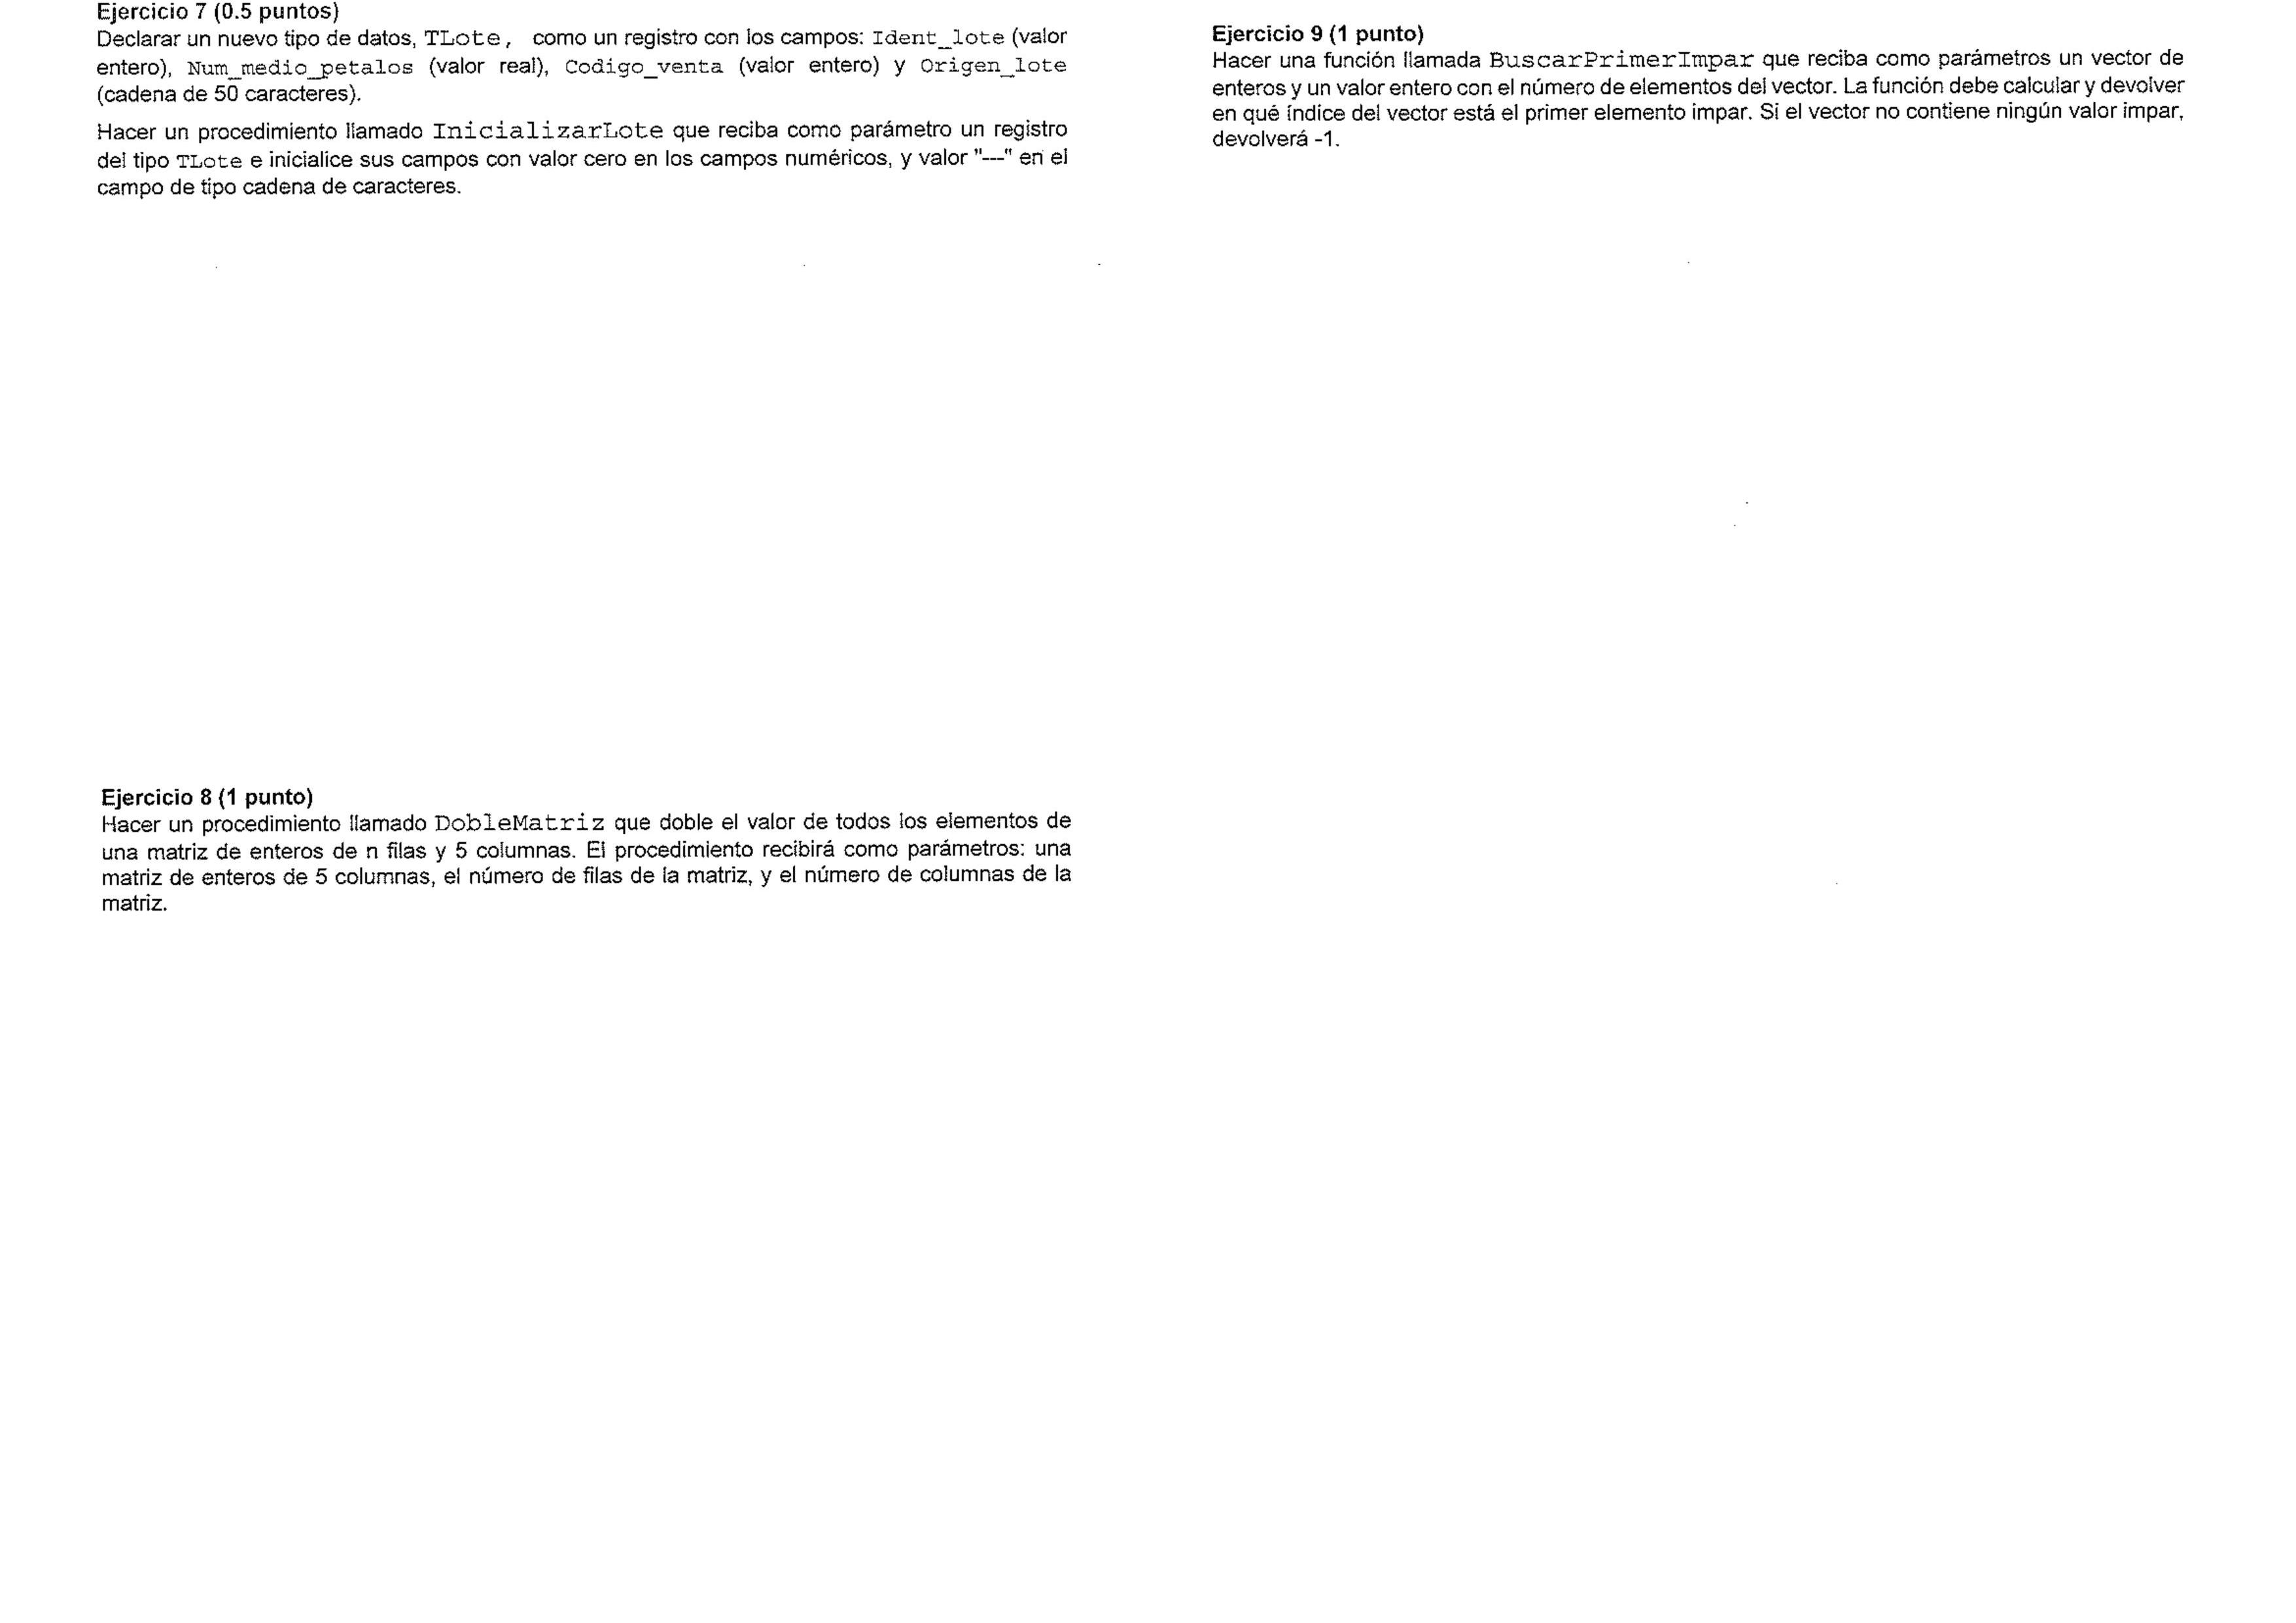 Ejercicio 7 (0.5 puntos)
Declarar un nuevo tipo de datos, TLote, como un registro con los campos: Ident_lote (valor
entero), Num_medio_petalos (valor real), Codigo_venta (valor entero) y Origen_lote
(cadena de 50 caracteres).
Hacer un procedimiento llamado InicializarLote que reciba como parámetro un registro
del tipo TLote e inicialice sus campos con valor cero en los campos numéricos, y valor "---" en el
campo de tipo cadena de caracteres.
Ejercicio 8 (1 punto)
Hacer un procedimiento llamado DobleMatriz que doble el valor de todos los elementos de
una matriz de enteros de n filas y 5 columnas. El procedimiento recibirá como parámetros: una
matriz de enteros de 5 columnas, el número de filas de la matriz, y el número de columnas de la
matriz.
Ejercicio 9 (1 punto)
Hacer una función llamada BuscarPrimerImpar que reciba como parámetros un vector de
enteros y un valor entero con el número de elementos del vector. La función debe calcular y devolver
en qué índice del vector está el primer elemento impar. Si el vector no contiene ningún valor impar,
devolverá -1.